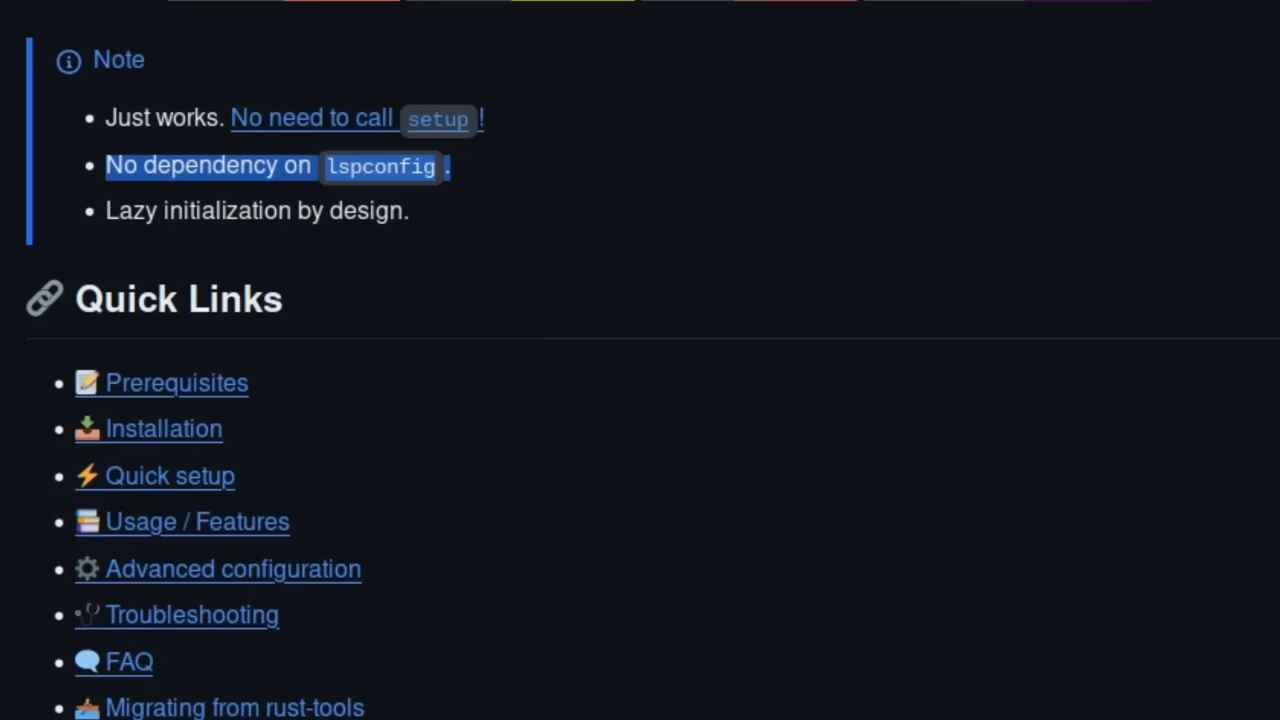 Note
Just works. No need to call setup!
No dependency on lspconfig.
Lazy initialization by design.
Quick Links
Prerequisites
Installation
Quick setup
Usage / Features
Advanced configuration
Troubleshooting
FAQ
Migrating from rust-tools